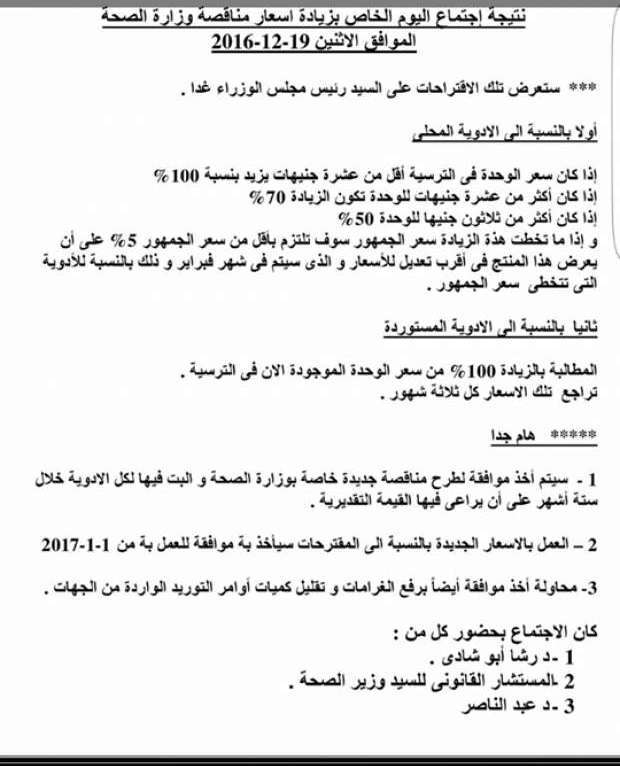 نتيجة إجتماع اليوم الخاص بزيادة اسعار مناقصة وزارة الصحة
الموافق الأثنين 19-12-2016
*** ستعرض تلك الأقتراحات على السيد رئيس مجلس الوزراء غدا .
أولا بالنسبة الى الأدوية المحلى
إذا كان سعر الوحدة فى الترسية أقل من عشرة جنيهات يزيد بنسبة 100%
إذا كان أكثر من عشرة جنيهات للوحدة تكون الزيادة 70%
إذا كان أكثر من ثلاثون جنيها للوحدة 50%
و إذا ما تخطت هذة الزيادة سعر الجمهور سوف تلتزم بأقل من سعر الجمهور 5% على أن
يعرض هذا المنتج فى أقرب تعديل للأسعار و الذى سيتم فى شهر فبراير و ذلك بالنسبة للأدوية
التى تتخطى سعر الجمهور .
ثانيا بالنسبة الى الأدوية المستوردة
المطالبة بالزيادة 100% من سعر الوحدة الموجودة الان فى الترسية .
تراجع تلك الاسعار كل ثلاثة شهور .
***** هام جدا
1 - سيتم أخذ موافقة لطرح مناقصة جديدة خاصة بوزارة الصحة و البت فيها لكل الادوية خلال
ستة أشهر على أن يراعى فيها القيمة التقديرية .
2 – العمل بالأسعار الجديدة بالنسبة الى المقترحات سيأخذ به موافقة للعمل به من 1-1-2017
3- محاولة أخذ موافقة أيضا برفع الغرامات و تقليل كميات أوامر التوريد الواردة من الجهات .
كان الأجتماع بحضور كل من :
1 -د رشا أبو شادى .
2 -المستشار القانونى للسيد وزير الصحة .
3 -د عبد الناصر